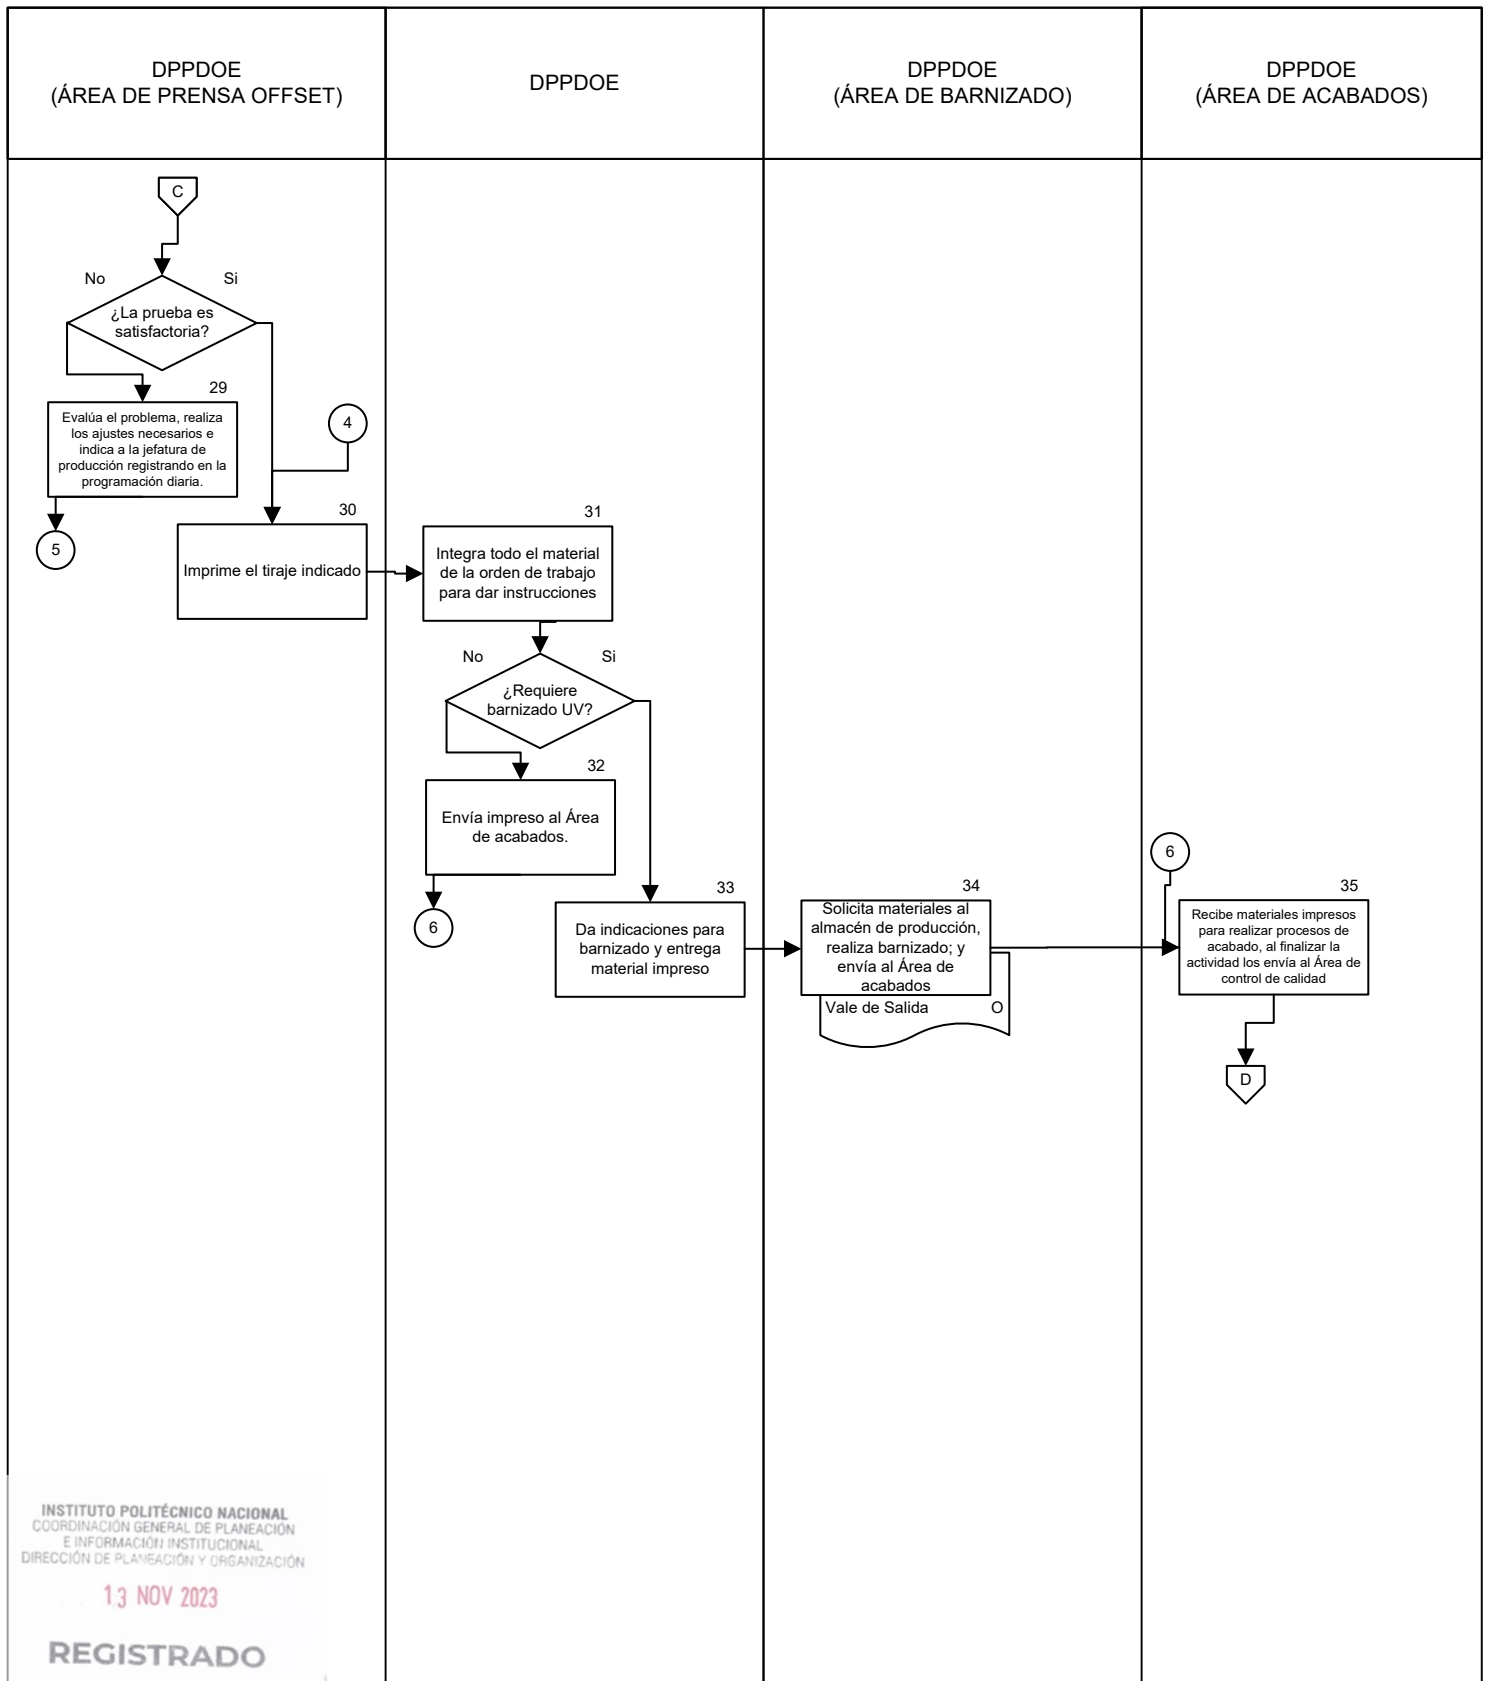 DPPDOE
(ÁREA DE PRENSA OFFSET)
DPPDOE
DPPDOE
(ÁREA DE BARNIZADO)
DPPDOE
(ÁREA DE ACABADOS)
C
No
Si
¿La prueba es
satisfactoria?
29
Evalúa el problema, realiza
los ajustes necesarios e
indica a la jefatura de
producción registrando en la
programación diaria.
4
5
30
Imprime el tiraje indicado
31
Integra todo el material
de la orden de trabajo
para dar instrucciones
No
Si
¿Requiere
barnizado UV?
32
Envía impreso al Área
de acabados.
6
33
Da indicaciones para
barnizado y entrega
material impreso
34
Solicita materiales al
almacén de producción,
realiza barnizado; y
envía al Área de
acabados
Vale de Salida O
6
35
Recibe materiales impresos
para realizar procesos de
acabado, al finalizar la
actividad los envía al Área de
control de calidad
D
INSTITUTO POLITÉCNICO NACIONAL
COORDINACIÓN GENERAL DE PLANEACIÓN
E INFORMACIÓN INSTITUCIONAL
DIRECCIÓN DE PLANEACIÓN Y ORGANIZACIÓN
13 NOV 2023
REGISTRADO